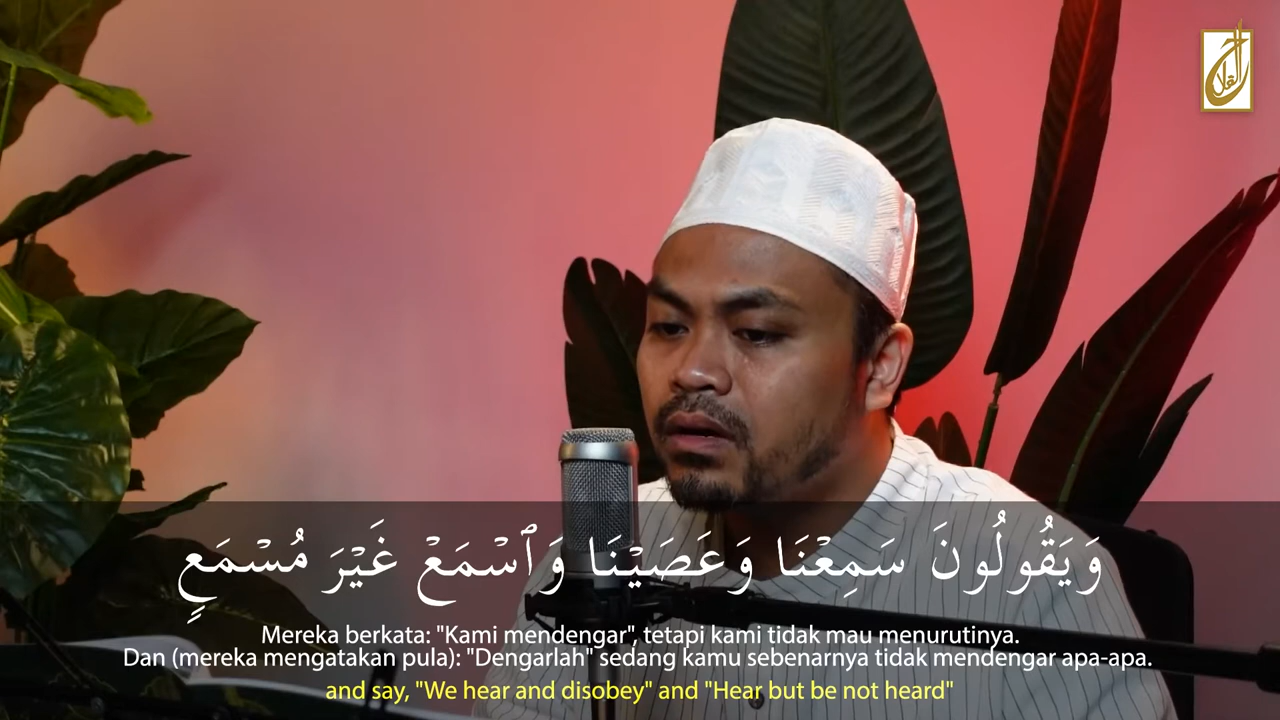 القلاح
وَيَقُولُونَ سَمِعْنَا وَعَصَيْنَا وَٱسْمَعْ غَيْرَ مُسْمَعٍ
Mereka berkata: "Kami mendengar", tetapi kami tidak mau menurutinya.
Dan (mereka mengatakan pula): "Dengarlah" sedang kamu sebenarnya tidak mendengar apa-apa.
and say, "We hear and disobey" and "Hear but be not heard"